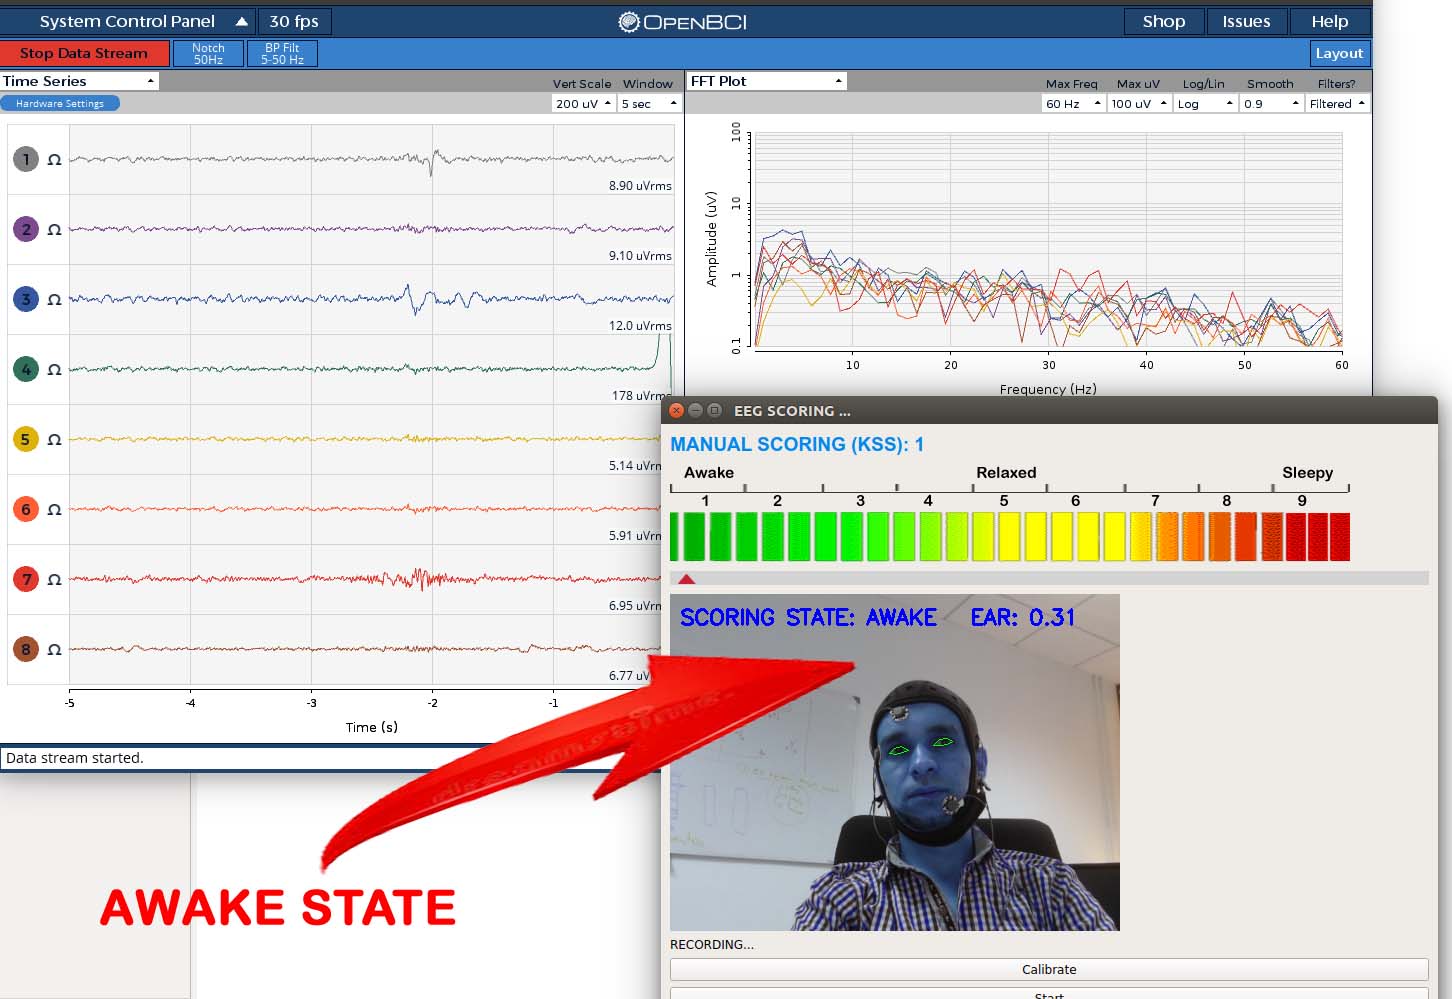 System Control Panel
30 fps
OPENBCI
Shop
Issues
Help
Stop Data Stream
Notch
50Hz
BP Filt
5-50 Hz
Layout
Time Series
Hardware Settings
Vert Scale
Window
200 uV
5 sec
1 Ω
8.90 uVrms
2 Ω
9.10 uVrms
3 Ω
12.0 uVrms
4 Ω
178 uVrms
5 Ω
5.14 uVrm
6 Ω
5.91 uVrm
7 Ω
6.95 uVrm
8 Ω
6.77 uV
-5 -4 -3 -2 -1
Time (s)
Data stream started.
FFT Plot
Max Freq Max uV Log/Lin Smooth Filters?
60 Hz 100 uV Log 0.9 Filtered
100
10
1
0.1
Amplitude (uV)
10 20 30 40 50 60
Frequency (Hz)
EEG SCORING ...
MANUAL SCORING (KSS): 1
Awake Relaxed Sleepy
1 2 3 4 5 6 7 8 9
SCORING STATE: AWAKE EAR: 0.31
RECORDING...
Calibrate
Start
AWAKE STATE